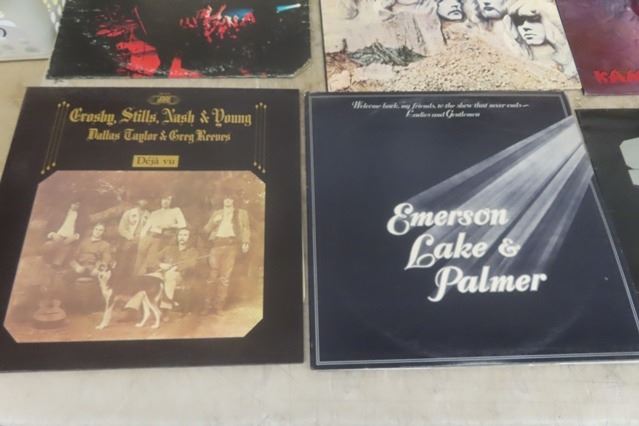 KAN
Crosby, Stills, Nash & Young
Dallas Taylor & Greg Reeves
Déjà vu
Welcome back, my friends, to the show that never ends~
Ladies and Gentlemen
Emerson
Lake &
Palmer